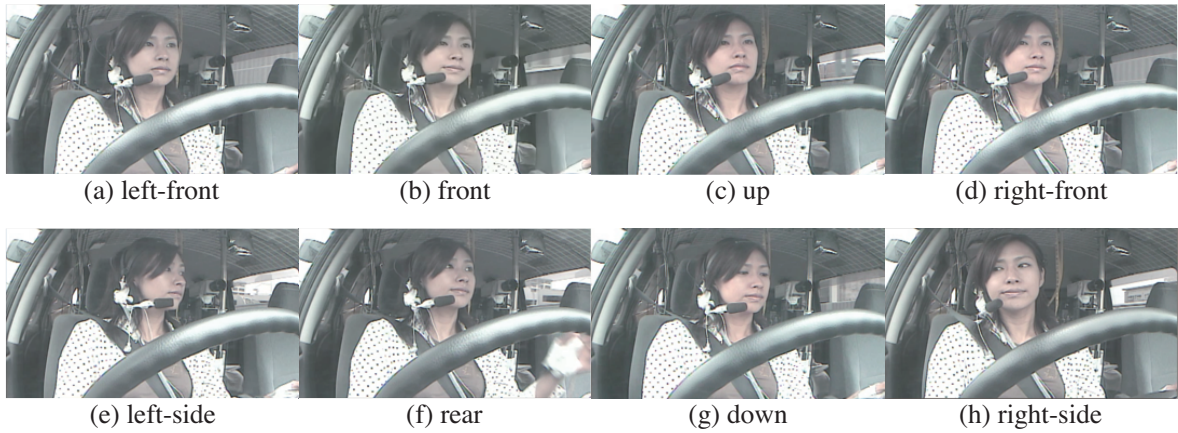 (a) left-front (b) front (c) up (d) right-front
(e) left-side (f) rear (g) down (h) right-side